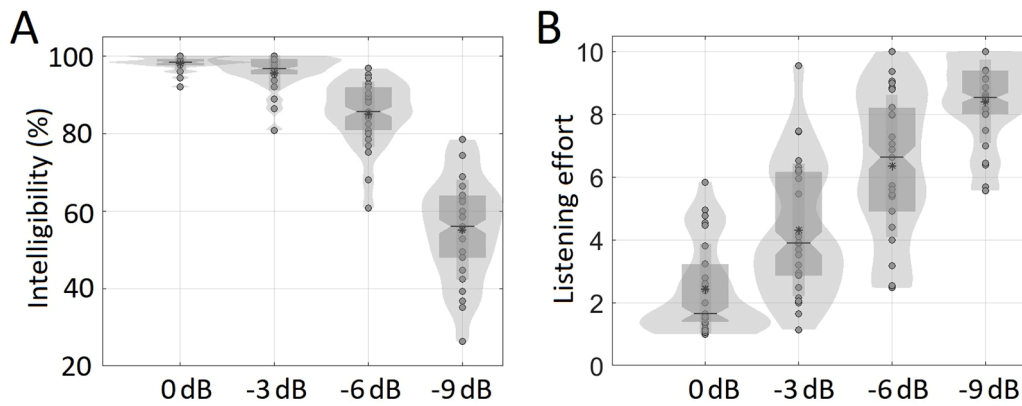 A
Intelligibility (%)
100
80
60
40
20
0 dB
-3 dB
-6 dB
-9 dB
B
Listening effort
10
8
6
4
2
0
0 dB
-3 dB
-6 dB
-9 dB